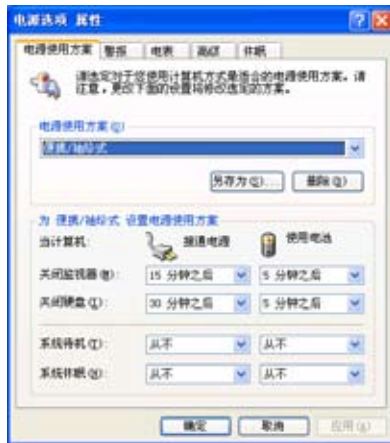 电源选项 属性
电源使用方案 警报 电表 高级 休眠
请选定对于您使用计算机方式最适合的电源使用方案。请
注意,更改下面的设置将修改选定的方案。
电源使用方案(C)
便携/袖珍式
另存为(S)... 删除(D)
为 便携/袖珍式 设置电源使用方案
当计算机: 接通电源 使用电池
关闭监视器(M): 15 分钟之后 5 分钟之后
关闭硬盘(I): 30 分钟之后 5 分钟之后
系统待机(T): 从不 从不
系统休眠(H): 从不 从不
确定 取消 应用(A)